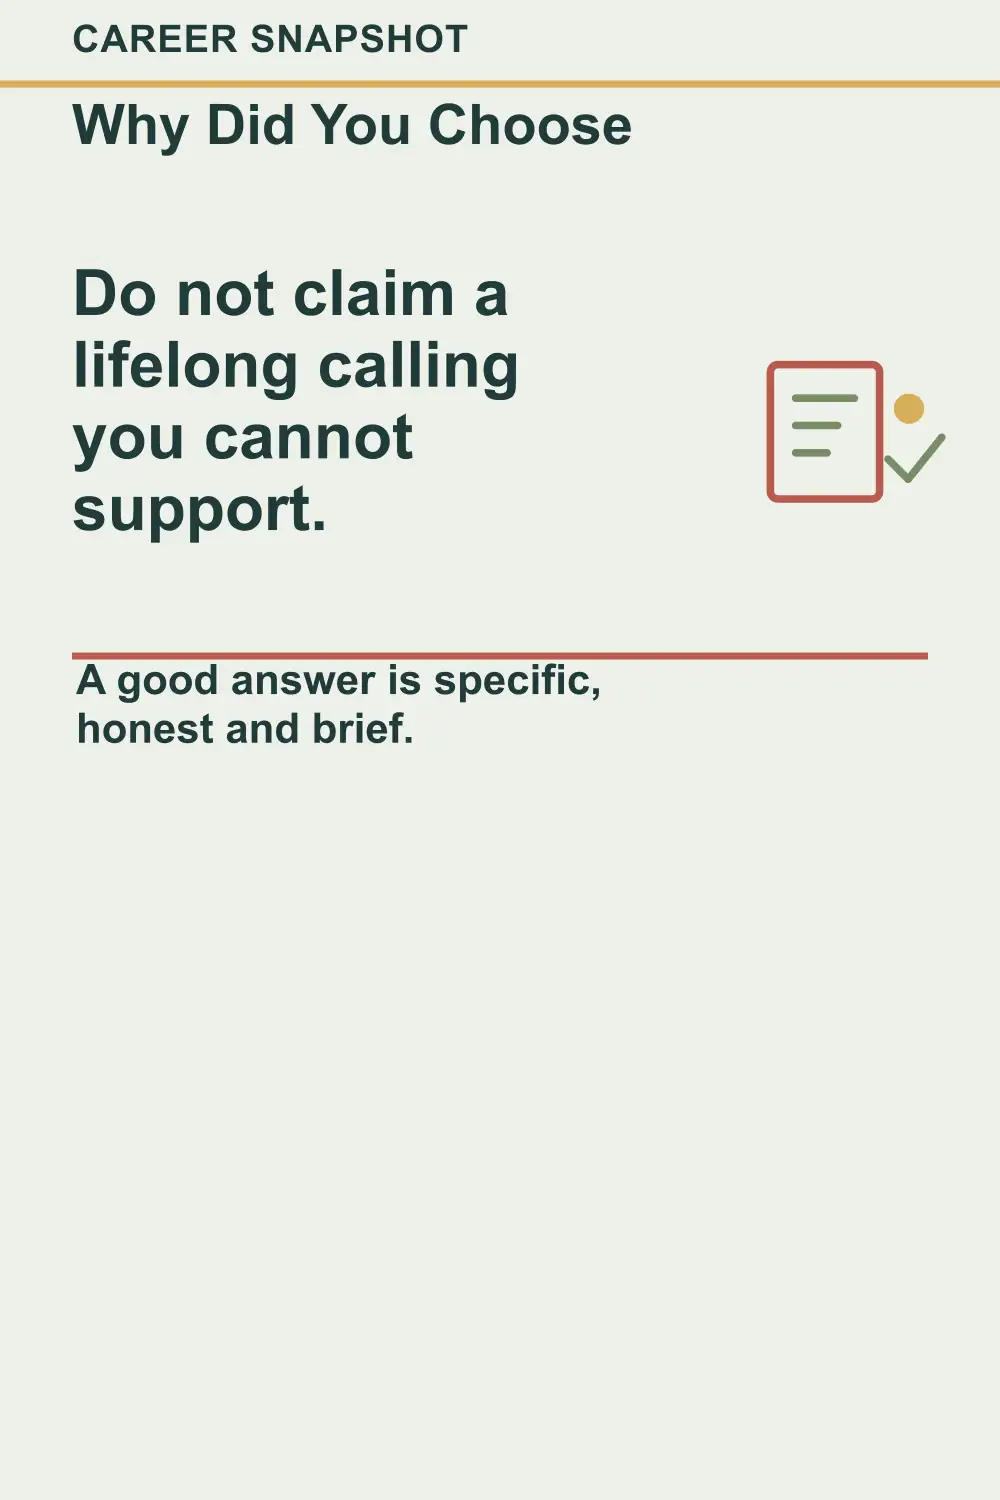 CAREER SNAPSHOT
Why Did You Choose
Do not claim a
lifelong calling
you cannot
support.
A good answer is specific,
honest and brief.